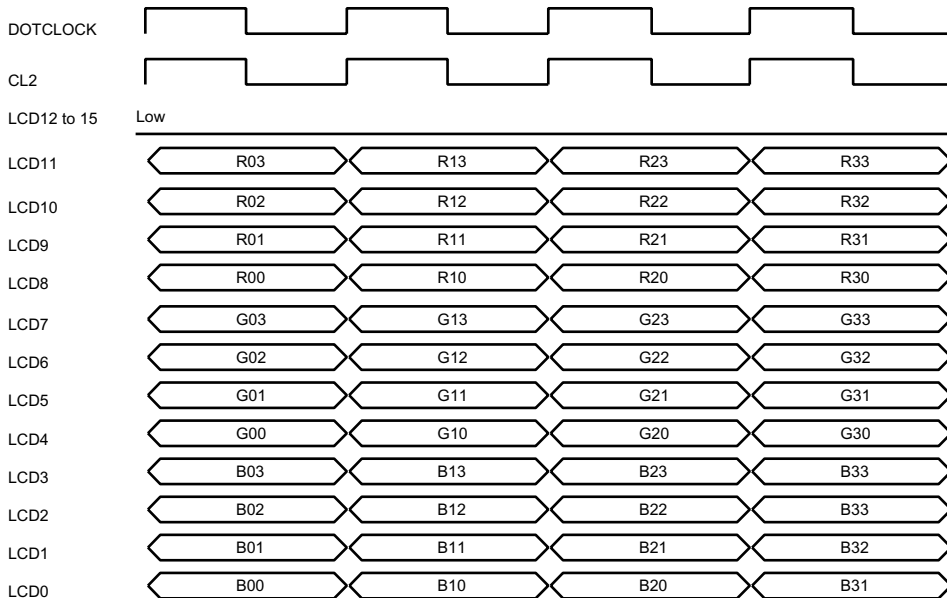 DOTCLOCK
CL2
LCD12 to 15 Low
LCD11 R03 R13 R23 R33
LCD10 R02 R12 R22 R32
LCD9 R01 R11 R21 R31
LCD8 R00 R10 R20 R30
LCD7 G03 G13 G23 G33
LCD6 G02 G12 G22 G32
LCD5 G01 G11 G21 G31
LCD4 G00 G10 G20 G30
LCD3 B03 B13 B23 B33
LCD2 B02 B12 B22 B33
LCD1 B01 B11 B21 B32
LCD0 B00 B10 B20 B31